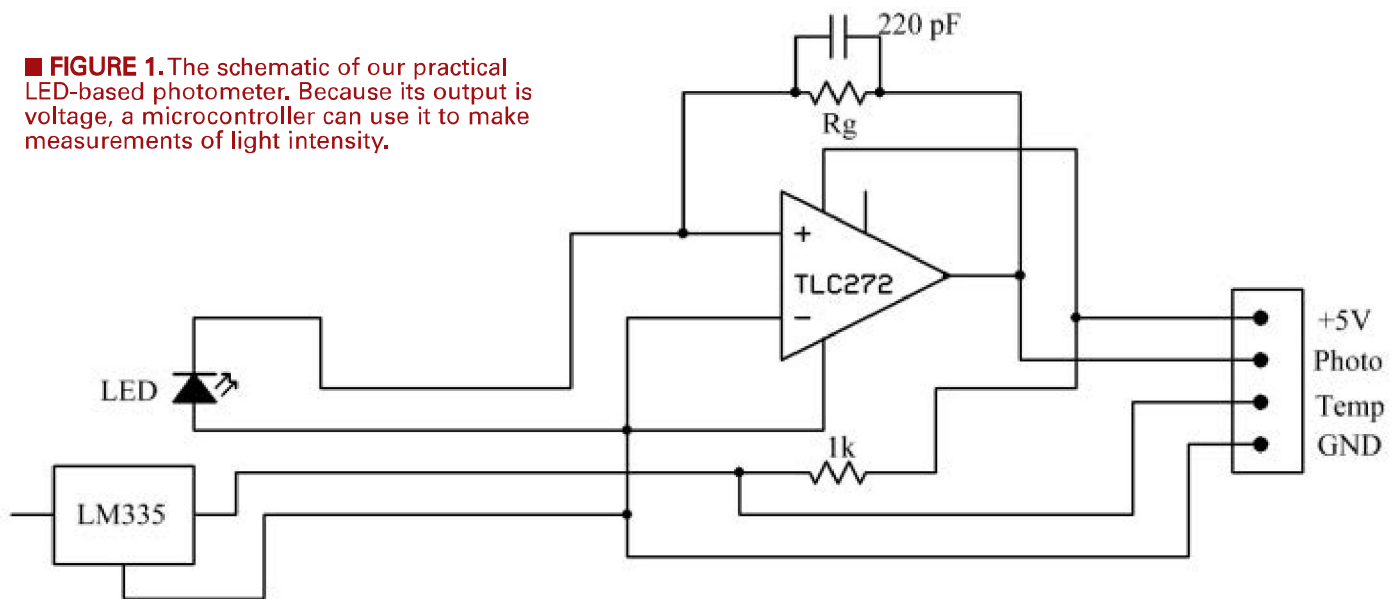 ■ FIGURE 1. The schematic of our practical
LED-based photometer. Because its output is
voltage, a microcontroller can use it to make
measurements of light intensity.
220 pF
Rg
+
TLC272
−
LED
+5V
Photo
Temp
GND
1k
LM335